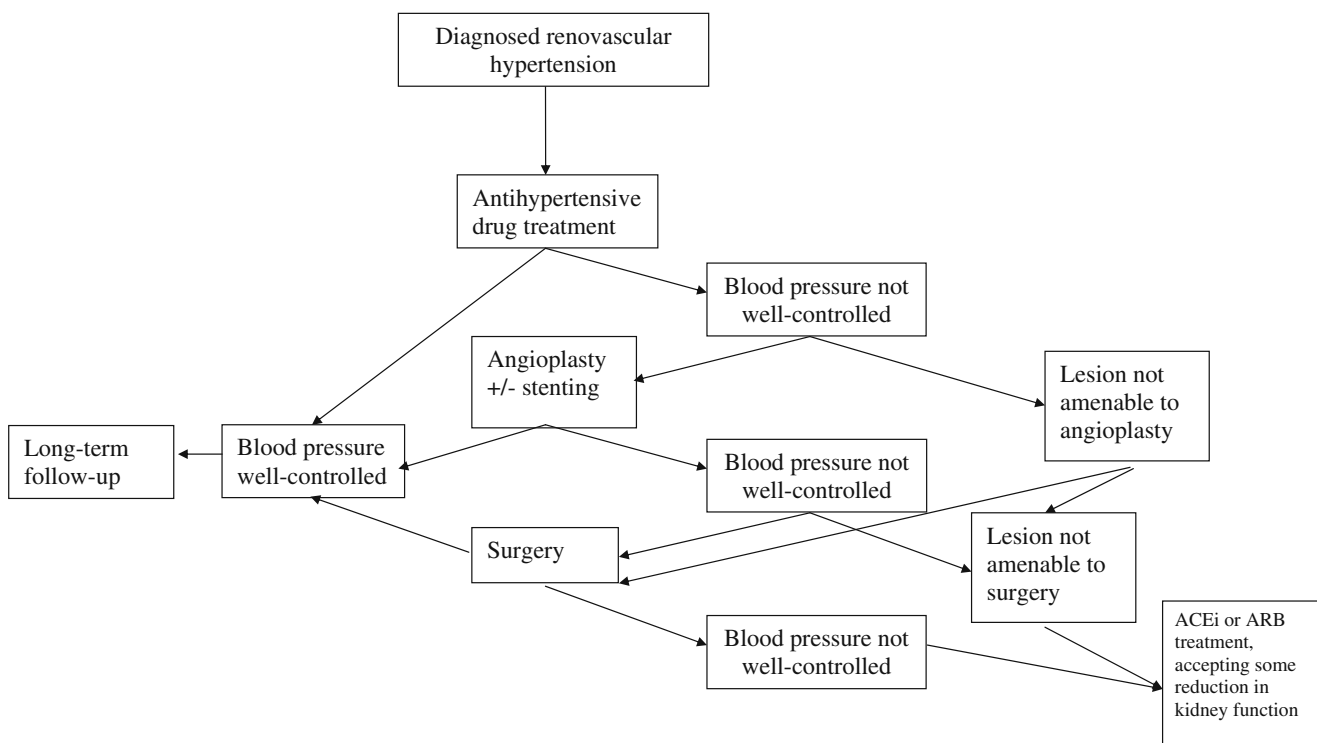 Diagnosed renovascular
hypertension
Antihypertensive
drug treatment
Blood pressure not
well-controlled
Angioplasty
+/- stenting
Lesion not
amenable to
angioplasty
Long-term
follow-up
Blood pressure
well-controlled
Blood pressure not
well-controlled
Surgery
Lesion not
amenable to
surgery
Blood pressure not
well-controlled
ACEi or ARB
treatment,
accepting some
reduction in
kidney function